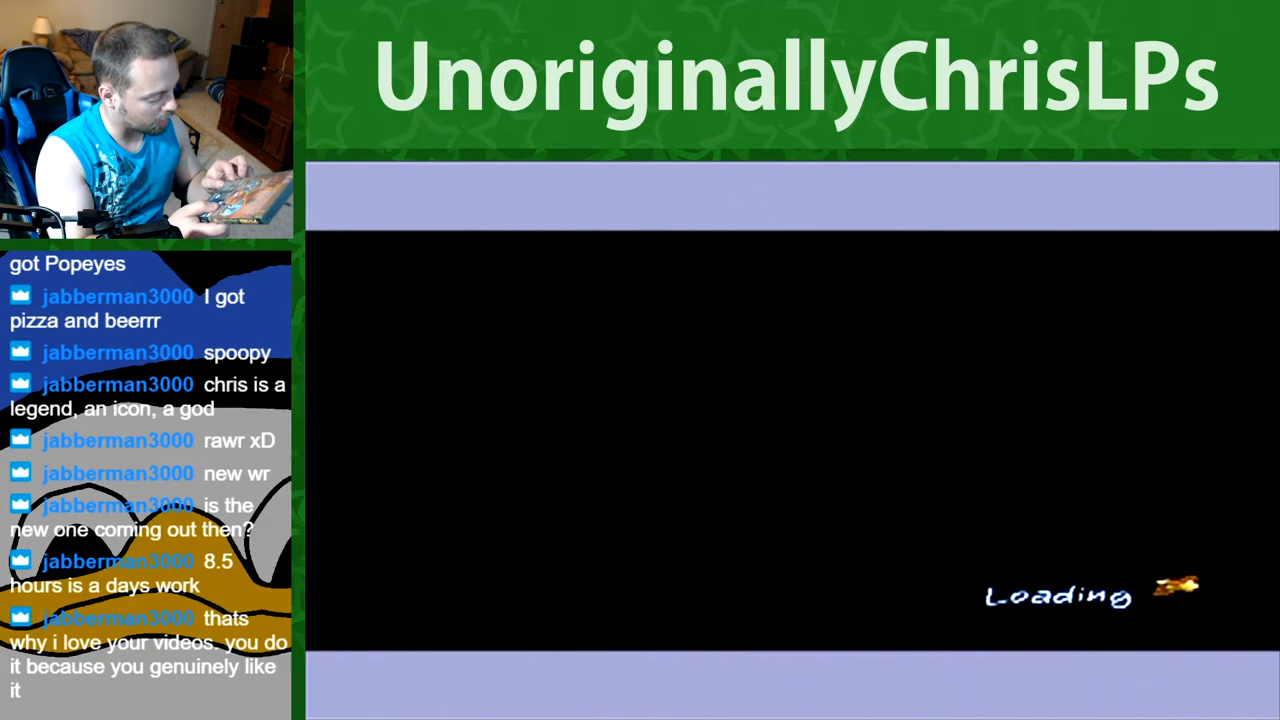 UnoriginallyChrisLPs
got Popeyes
jabberman3000 I got
pizza and beerrr
jabberman3000 spoopy
jabberman3000 chris is a
legend, an icon, a god
jabberman3000 rawr xD
jabberman3000 new wr
jabberman3000 is the
new one coming out then?
jabberman3000 8.5
hours is a days work
jabberman3000 thats
why i love your videos. you do
it because you genuinely like
it
Loading